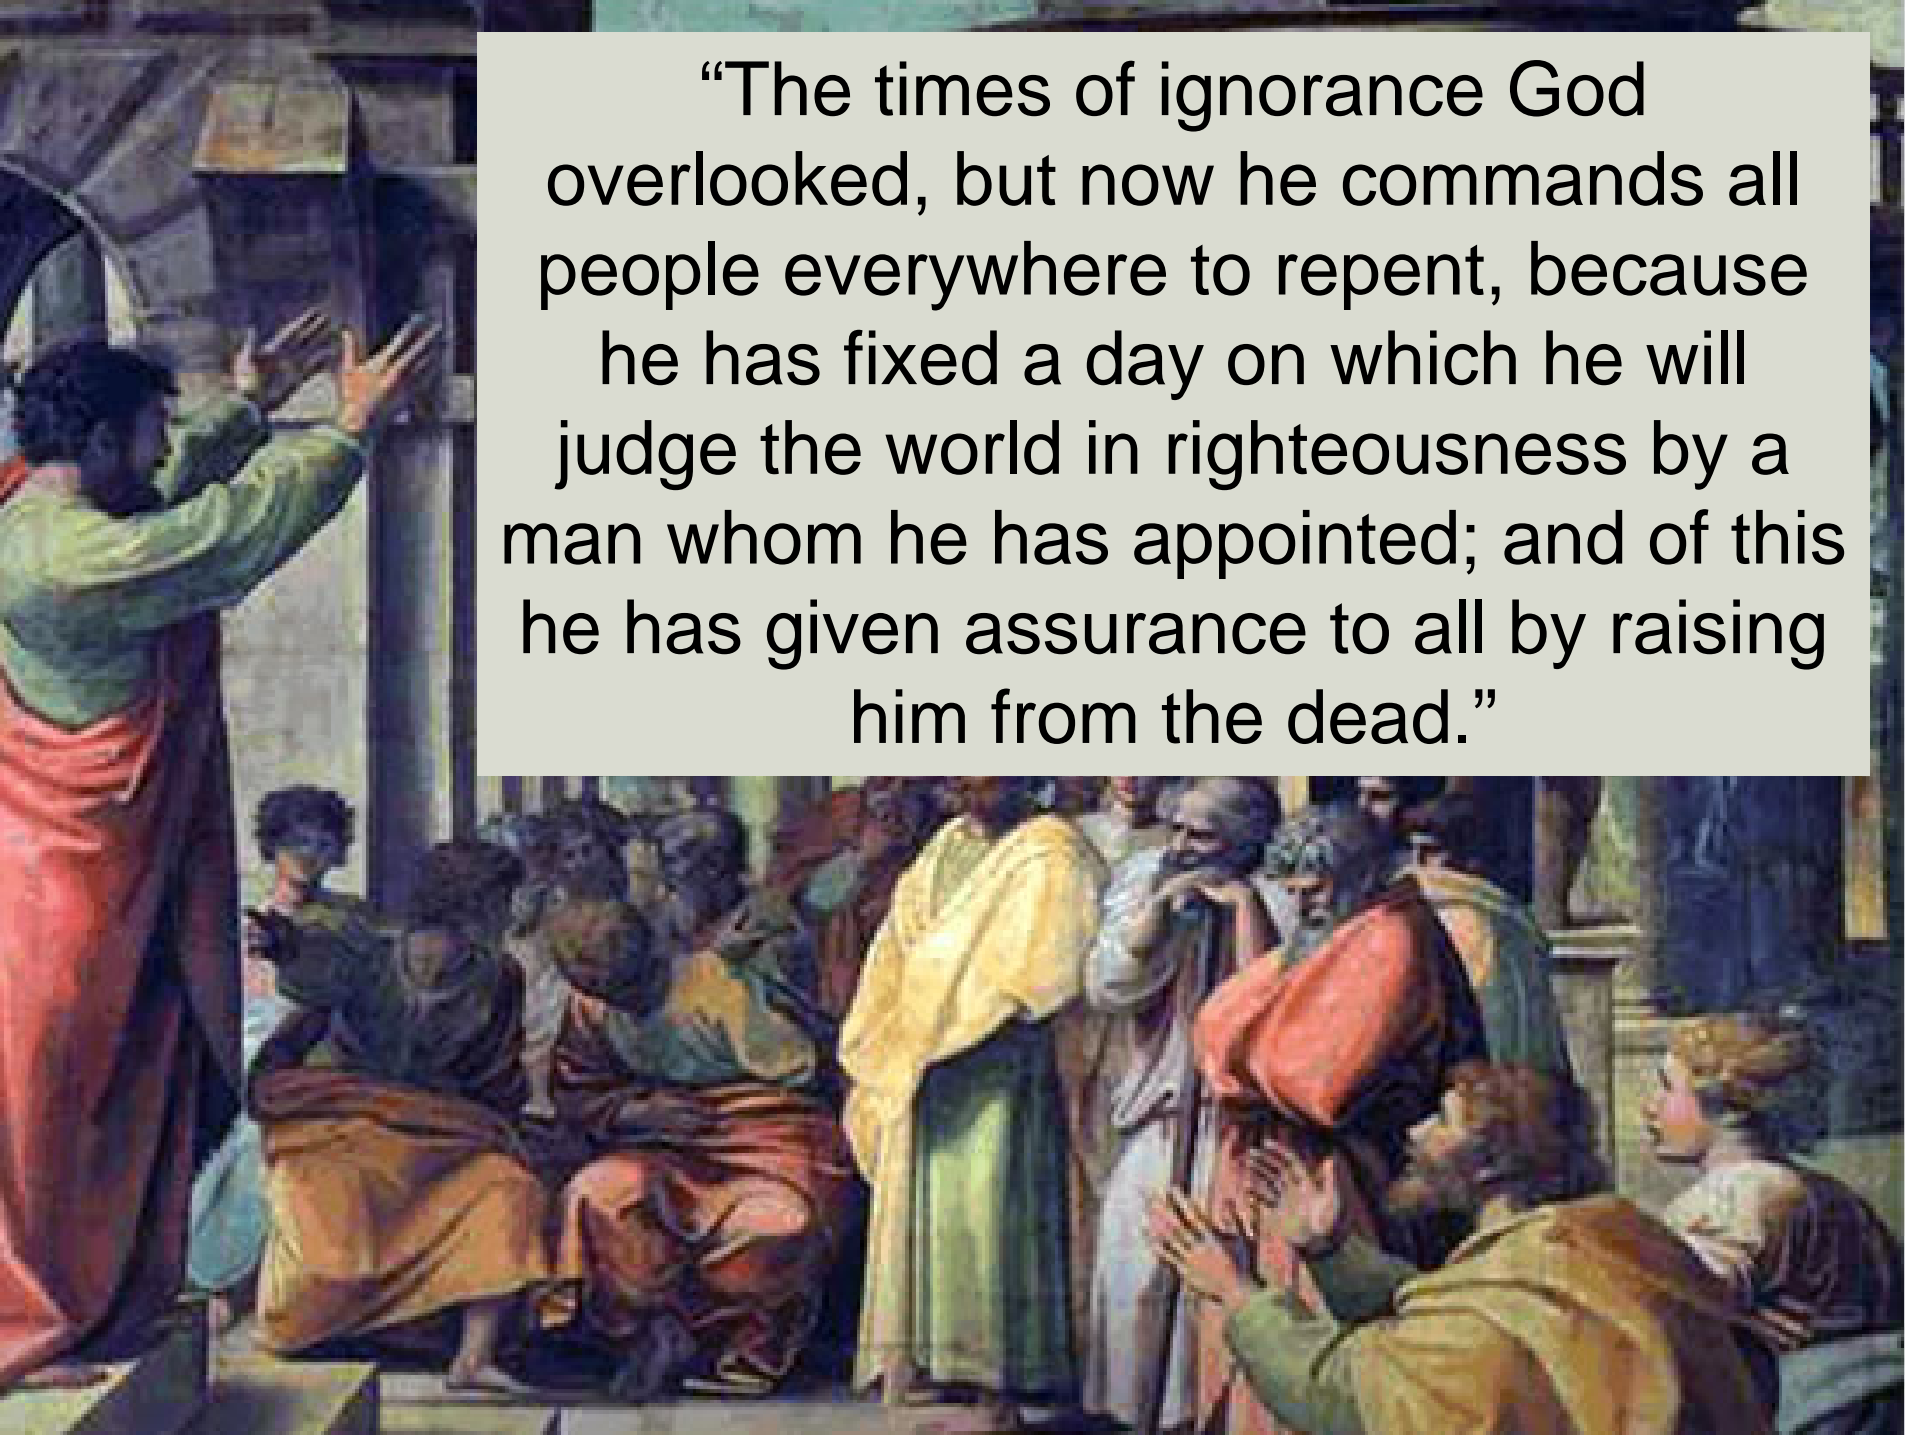 “The times of ignorance God
overlooked, but now he commands all
people everywhere to repent, because
he has fixed a day on which he will
judge the world in righteousness by a
man whom he has appointed; and of this
he has given assurance to all by raising
him from the dead.”